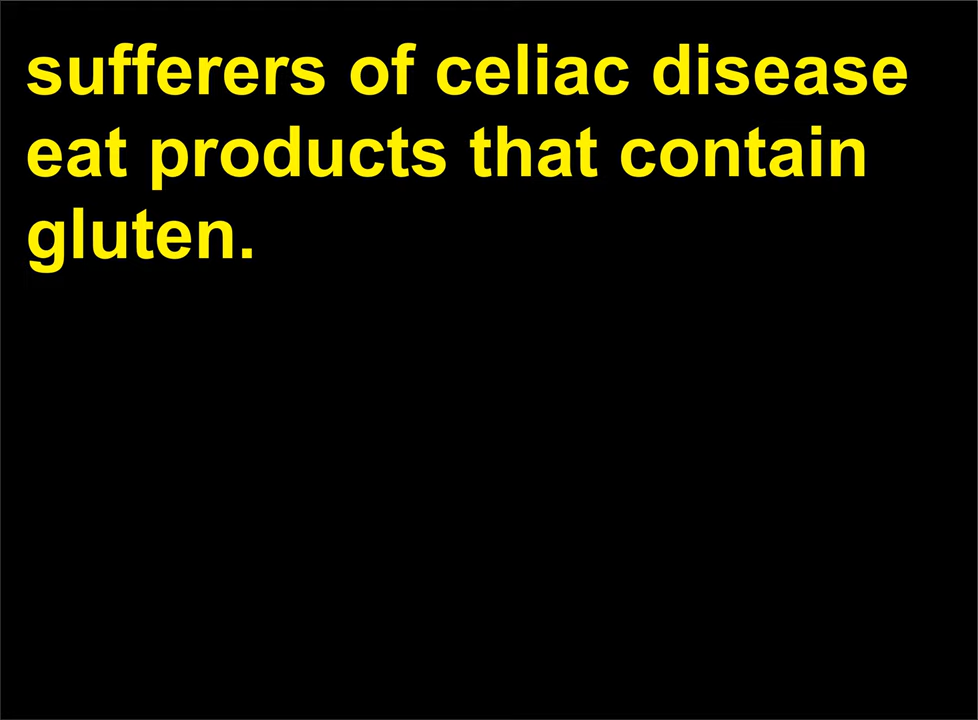 sufferers of celiac disease
eat products that contain
gluten.